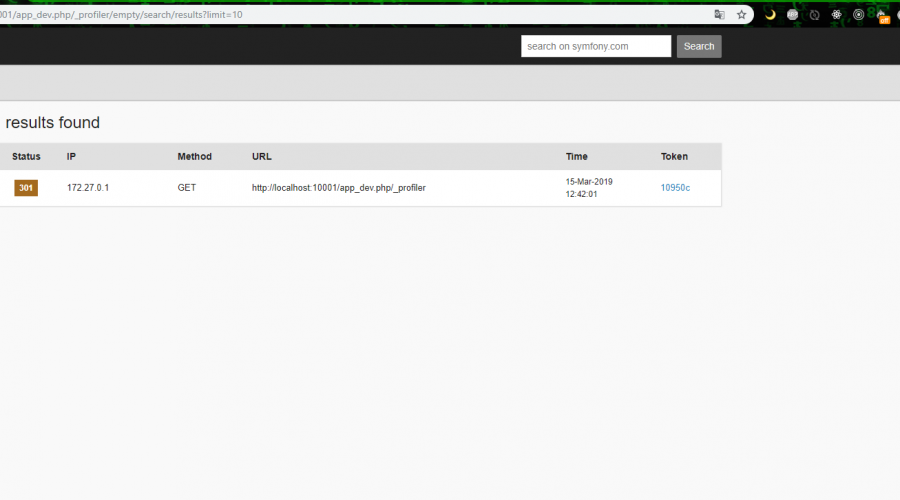 001/app_dev.php/_profiler/empty/search/results?limit=10
off
search on symfony.com
Search
results found
Status IP Method URL Time Token
301 172.27.0.1 GET http://localhost:10001/app_dev.php/_profiler 15-Mar-2019 10950c
12:42:01